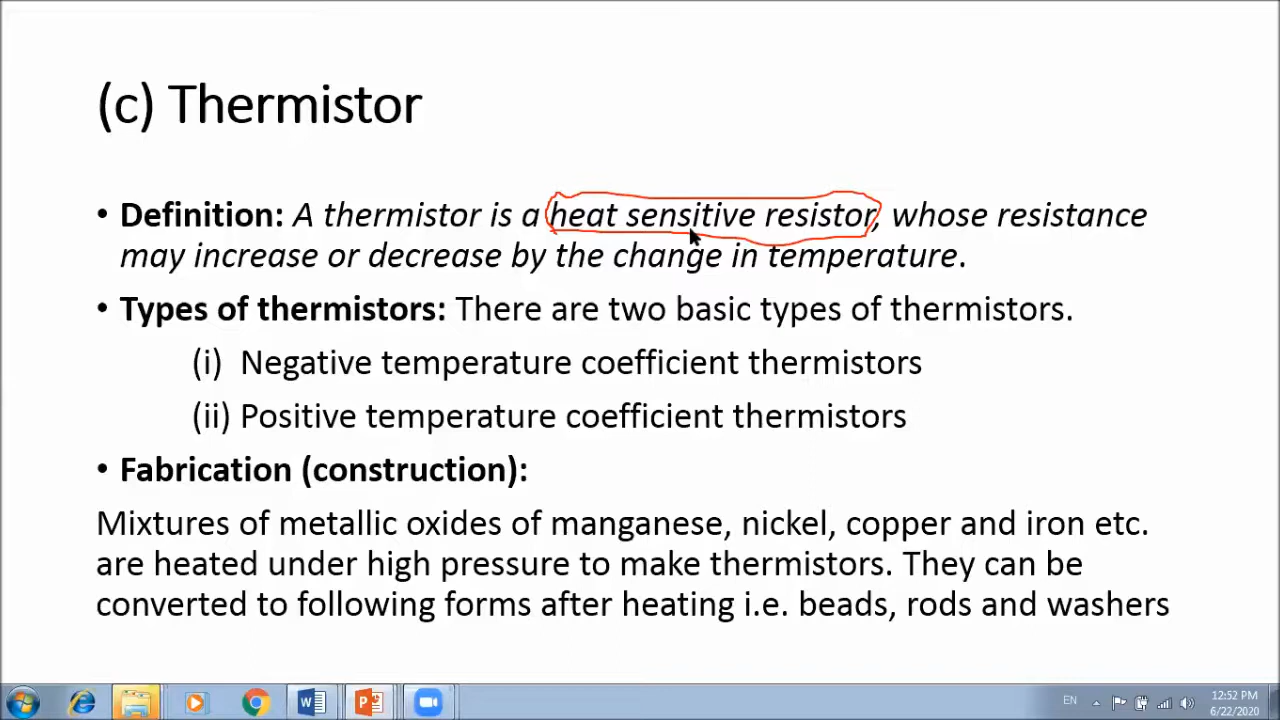 (c) Thermistor
• Definition: A thermistor is a heat sensitive resistor, whose resistance
may increase or decrease by the change in temperature.
• Types of thermistors: There are two basic types of thermistors.
(i) Negative temperature coefficient thermistors
(ii) Positive temperature coefficient thermistors
• Fabrication (construction):
Mixtures of metallic oxides of manganese, nickel, copper and iron etc.
are heated under high pressure to make thermistors. They can be
converted to following forms after heating i.e. beads, rods and washers
EN
12:52 PM
6/22/2020